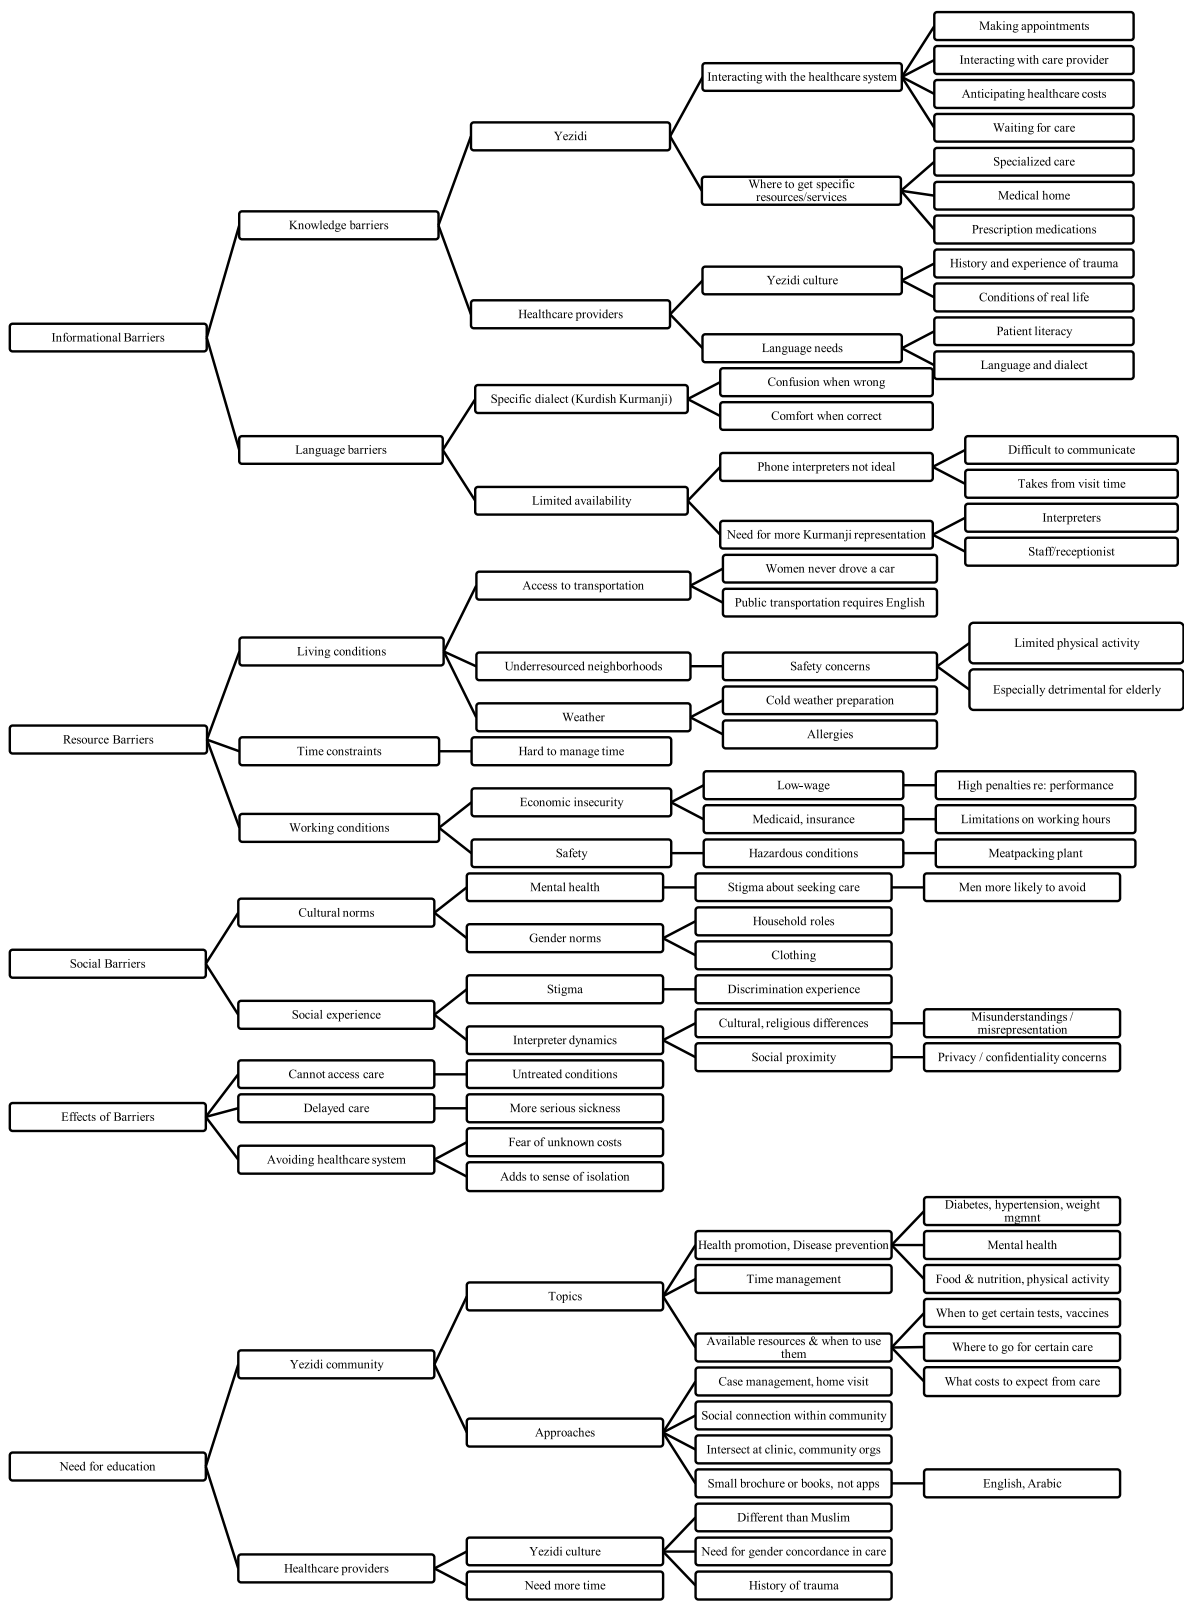 Making appointments
Interacting with care provider
Interacting with the healthcare system
Anticipating healthcare costs
Waiting for care
Yezidi
Specialized care
Where to get specific
resources/services
Medical home
Prescription medications
Knowledge barriers
History and experience of trauma
Yezidi culture
Conditions of real life
Healthcare providers
Patient literacy
Language needs
Language and dialect
Informational Barriers
Confusion when wrong
Specific dialect (Kurdish Kurmanji)
Comfort when correct
Language barriers
Difficult to communicate
Phone interpreters not ideal
Takes from visit time
Limited availability
Interpreters
Need for more Kurmanji representation
Staff/receptionist
Women never drove a car
Access to transportation
Public transportation requires English
Living conditions
Limited physical activity
Underresourced neighborhoods
Safety concerns
Especially detrimental for elderly
Cold weather preparation
Weather
Allergies
Resource Barriers
Time constraints
Hard to manage time
Low-wage
High penalties re: performance
Economic insecurity
Medicaid, insurance
Limitations on working hours
Working conditions
Safety
Hazardous conditions
Meatpacking plant
Mental health
Stigma about seeking care
Men more likely to avoid
Cultural norms
Household roles
Gender norms
Clothing
Social Barriers
Stigma
Discrimination experience
Social experience
Cultural, religious differences
Misunderstandings /
misrepresentation
Interpreter dynamics
Social proximity
Privacy / confidentiality concerns
Cannot access care
Untreated conditions
Effects of Barriers
Delayed care
More serious sickness
Fear of unknown costs
Avoiding healthcare system
Adds to sense of isolation
Diabetes, hypertension, weight
mgmnt
Health promotion, Disease prevention
Mental health
Time management
Food & nutrition, physical activity
Topics
When to get certain tests, vaccines
Available resources & when to use
them
Where to go for certain care
What costs to expect from care
Yezidi community
Case management, home visit
Social connection within community
Approaches
Intersect at clinic, community orgs
Small brochure or books, not apps
English, Arabic
Need for education
Different than Muslim
Yezidi culture
Need for gender concordance in care
Healthcare providers
Need more time
History of trauma